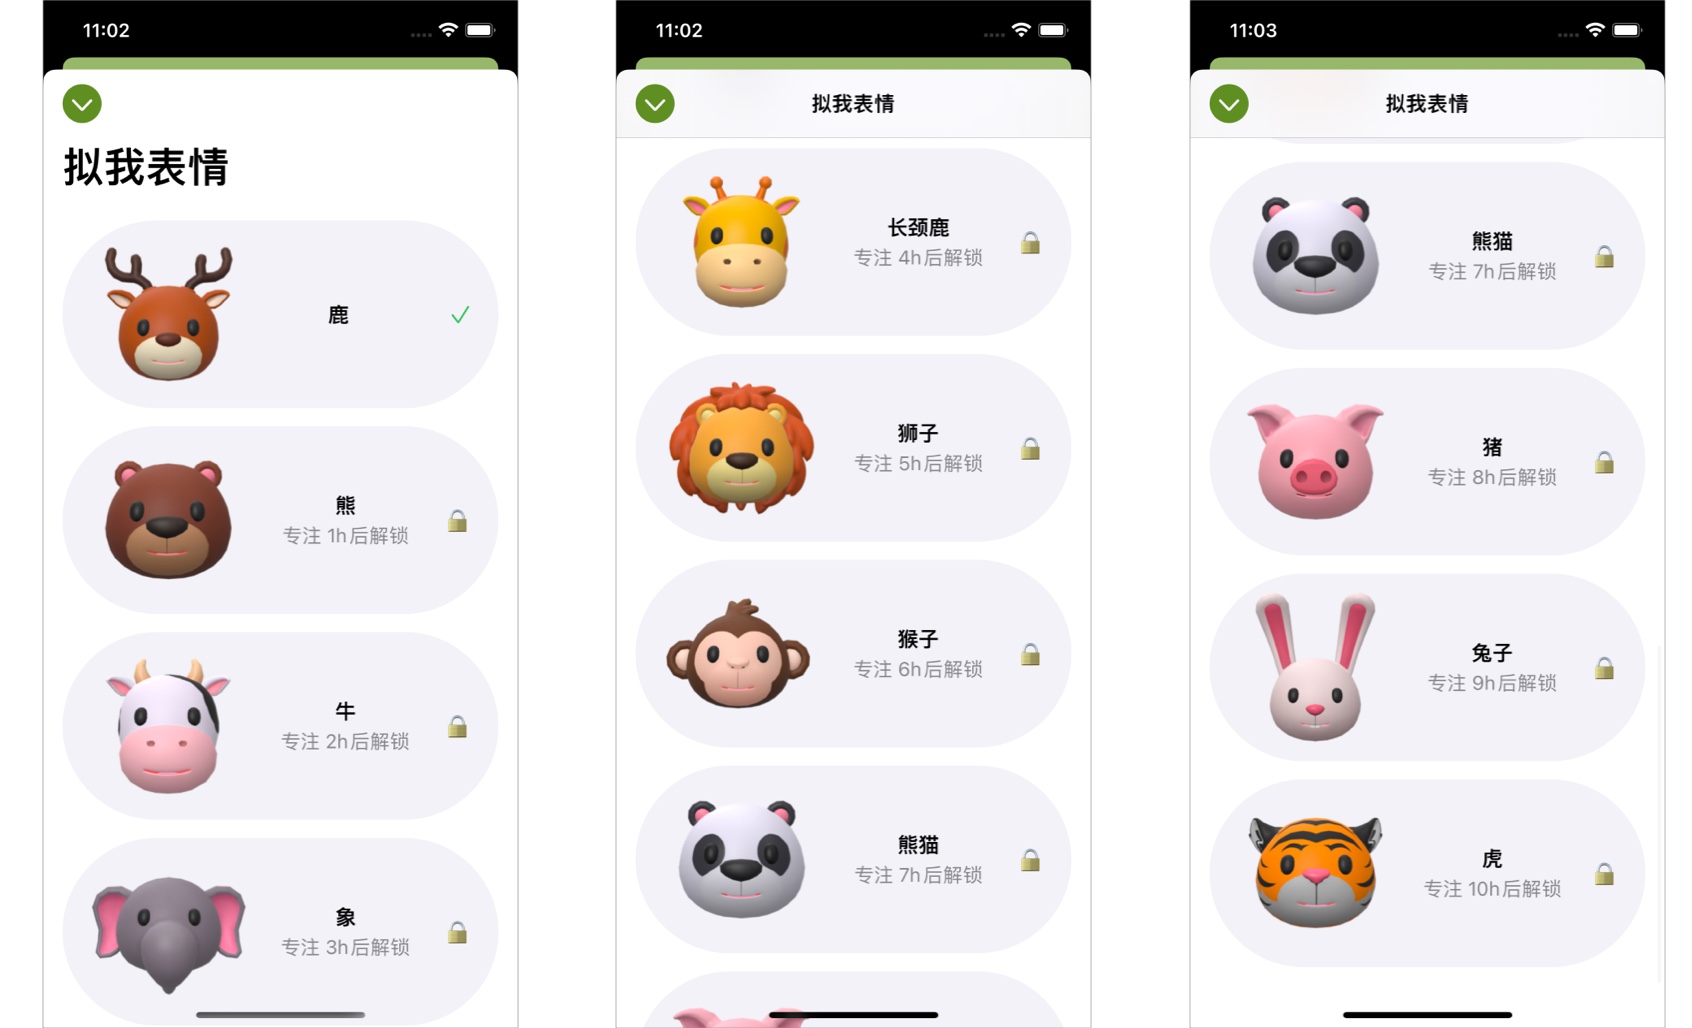 11:02
拟我表情
鹿
熊
专注 1h后解锁
牛
专注 2h后解锁
象
专注 3h后解锁
11:02
拟我表情
长颈鹿
专注 4h后解锁
狮子
专注 5h后解锁
猴子
专注 6h后解锁
熊猫
专注 7h后解锁
11:03
拟我表情
熊猫
专注 7h后解锁
猪
专注 8h后解锁
兔子
专注 9h后解锁
虎
专注 10h后解锁